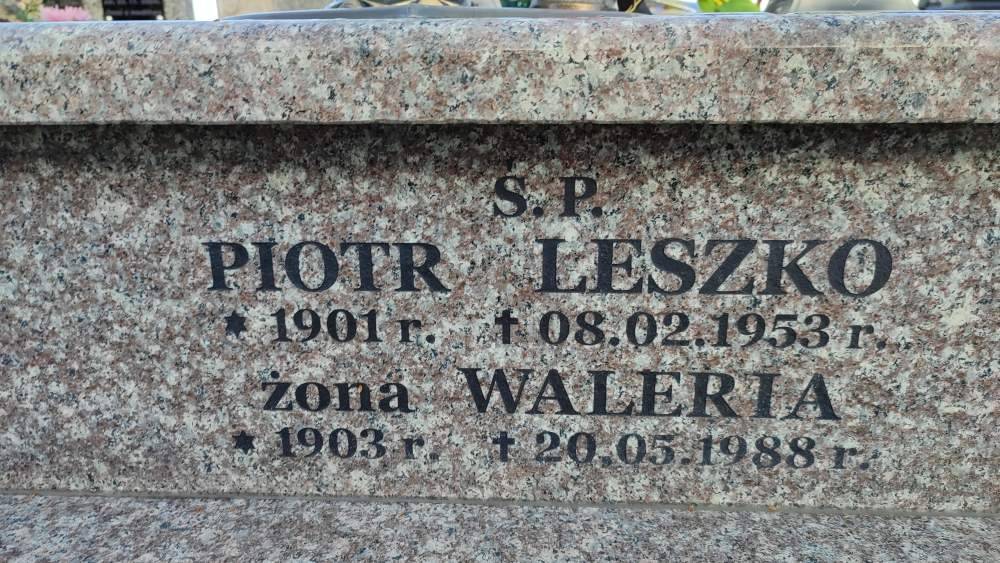 Ś.P.
PIOTR LESZKO
* 1901 r. † 08.02.1953 r.
żona WALERIA
* 1903 r. † 20.05.1988 r.